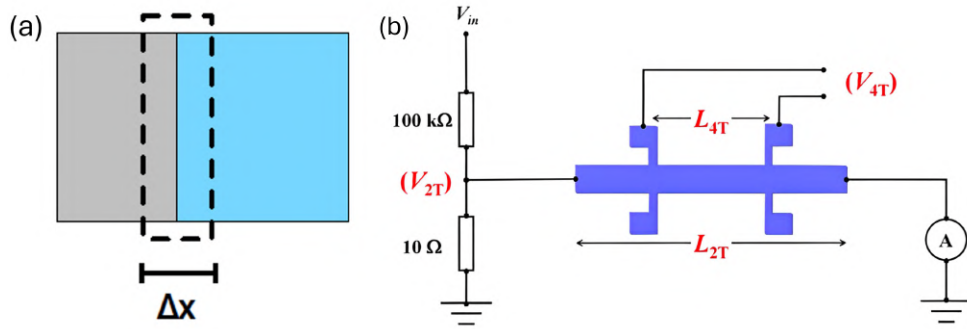 (a)
Δx
(b)
V_in
100 kΩ
(V_2T)
10 Ω
(V_4T)
L_4T
L_2T
A